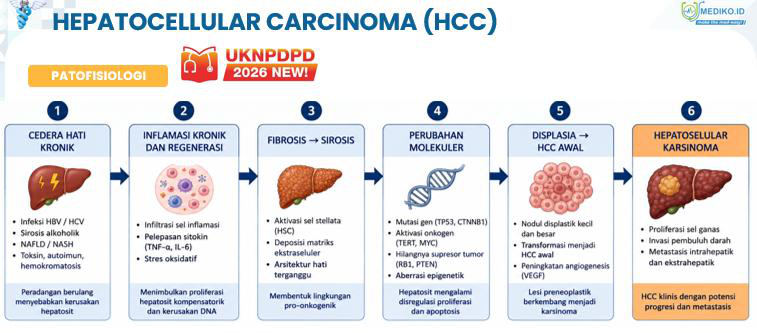 HEPATOCELLULAR CARCINOMA (HCC)
MEDIKO.ID
make the med-easy!
PATOFISIOLOGI
UKNPDPD
2026 NEW!
1
CEDERA HATI
KRONIK
• Infeksi HBV / HCV
• Sirosis alkoholik
• NAFLD / NASH
• Toksin, autoimun,
hemokromatosis
Peradangan berulang
menyebabkan kerusakan
hepatosit
2
INFLAMASI KRONIK
DAN REGENERASI
• Infiltrasi sel inflamasi
• Pelepasan sitokin
(TNF-α, IL-6)
• Stres oksidatif
Menimbulkan proliferasi
hepatosit kompensatorik
dan kerusakan DNA
3
FIBROSIS → SIROSIS
• Aktivasi sel stellata
(HSC)
• Deposisi matriks
ekstraseluler
• Arsitektur hati
terganggu
Membentuk lingkungan
pro-onkogenik
4
PERUBAHAN
MOLEKULER
• Mutasi gen (TP53, CTNNB1)
• Aktivasi onkogen
(TERT, MYC)
• Hilangnya supresor tumor
(RB1, PTEN)
• Aberrasi epigenetik
Hepatosit mengalami
disregulasi proliferasi
dan apoptosis
5
DISPLASIA →
HCC AWAL
• Nodul displastik kecil
dan besar
• Transformasi menjadi
HCC awal
• Peningkatan angiogenesis
(VEGF)
Lesi preneoplastik
berkembang menjadi
karsinoma
6
HEPATOSELULAR
KARSINOMA
• Proliferasi sel ganas
• Invasi pembuluh darah
• Metastasis intrahepatik
dan ekstrahepatik
HCC klinis dengan potensi
progresi dan metastasis